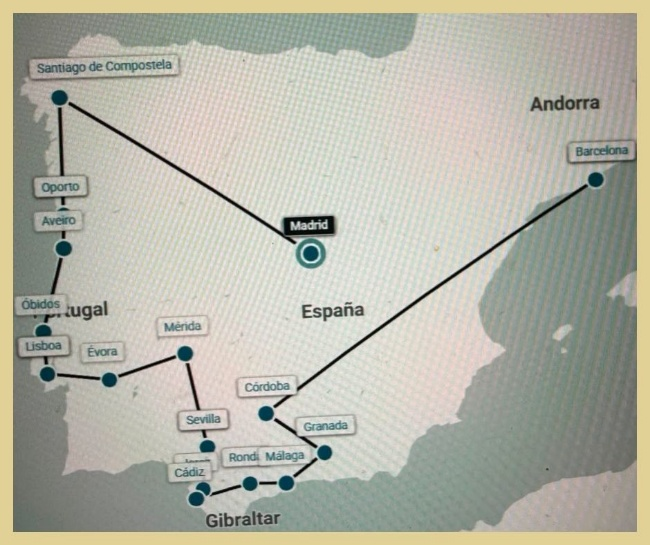 Santiago de Compostela
Andorra
Barcelona
Oporto
Aveiro
Madrid
Óbidos
España
Mérida
Lisboa
Évora
Córdoba
Sevilla
Granada
Málaga
Cádiz
Gibraltar